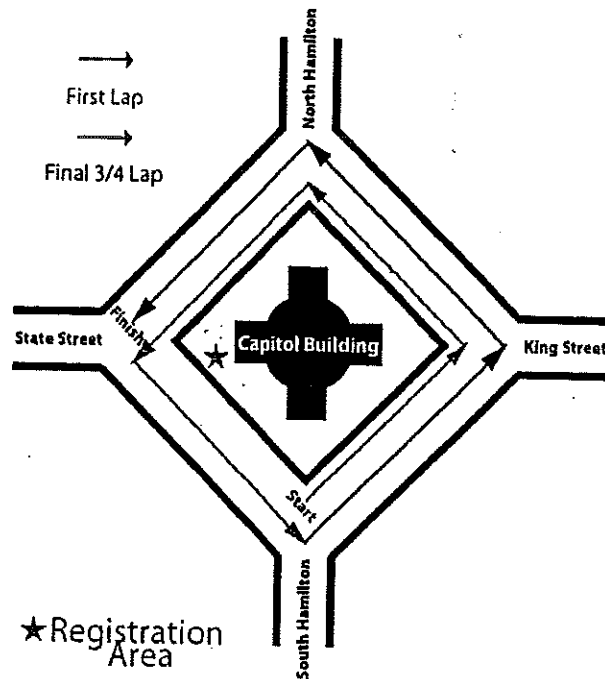 First Lap
Final 3/4 Lap
North Hamilton
State Street
Finish
Capitol Building
King Street
Start
South Hamilton
★Registration
Area